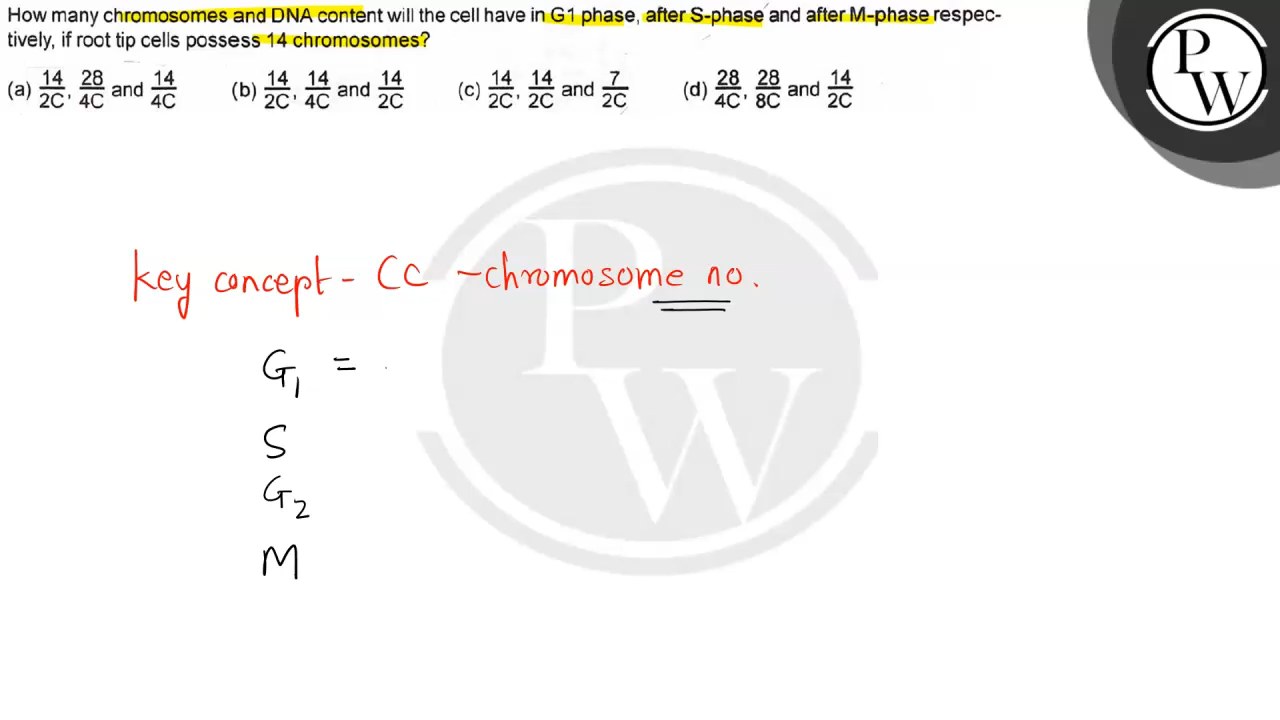 How many chromosomes and DNA content will the cell have in G1 phase, after S-phase and after M-phase respec-
tively, if root tip cells possess 14 chromosomes?
(a) 14/2C, 28/4C and 14/4C (b) 14/2C, 14/4C and 14/2C (c) 14/2C, 14/2C and 7/2C (d) 28/4C, 28/8C and 14/2C
PW
key concept - CC - chromosome no.
G1 =
S
G2
M
PW